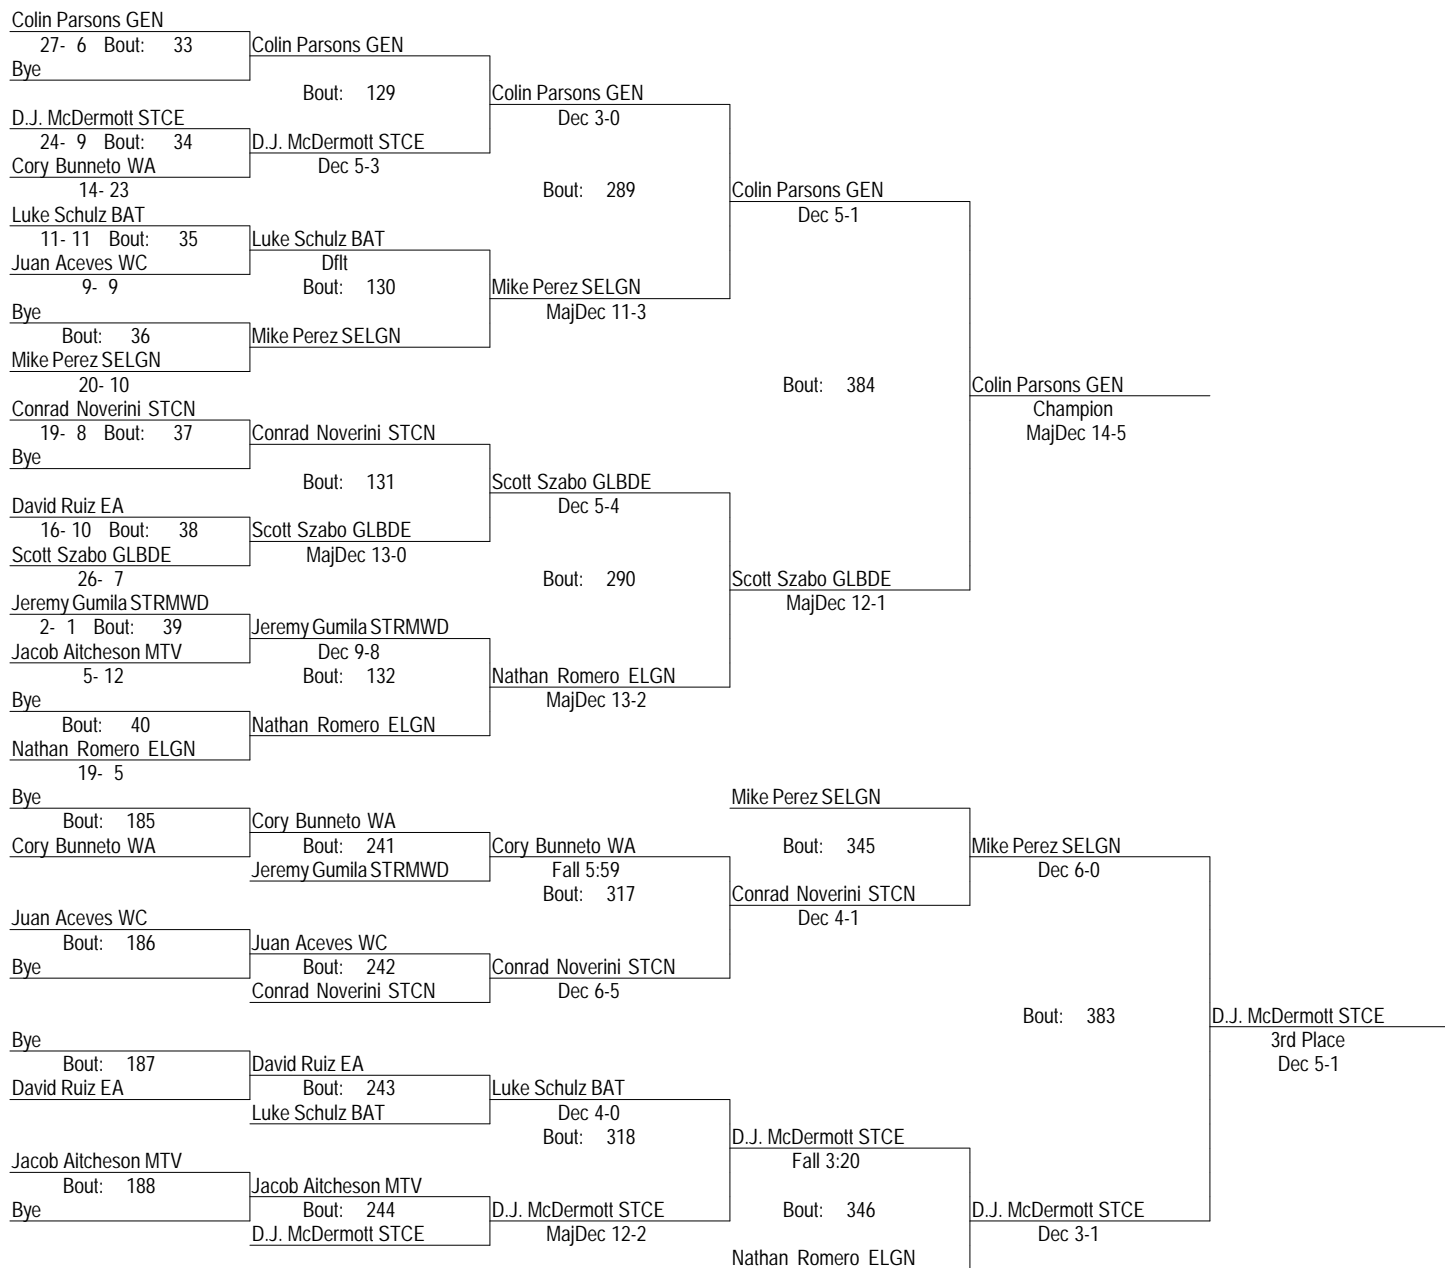 Colin Parsons GEN
27- 6 Bout: 33 Colin Parsons GEN
Bye
Bout: 129 Colin Parsons GEN
D.J. McDermott STCE Dec 3-0
24- 9 Bout: 34 D.J. McDermott STCE
Cory Bunneto WA Dec 5-3
14- 23 Bout: 289 Colin Parsons GEN
Luke Schulz BAT Dec 5-1
11- 11 Bout: 35 Luke Schulz BAT
Juan Aceves WC Dflt
9- 9 Bout: 130 Mike Perez SELGN
Bye MajDec 11-3
Bout: 36 Mike Perez SELGN
Mike Perez SELGN
20- 10 Bout: 384 Colin Parsons GEN
Conrad Noverini STCN Champion
19- 8 Bout: 37 Conrad Noverini STCN MajDec 14-5
Bye
Bout: 131 Scott Szabo GLBDE
David Ruiz EA Dec 5-4
16- 10 Bout: 38 Scott Szabo GLBDE
Scott Szabo GLBDE MajDec 13-0
26- 7 Bout: 290 Scott Szabo GLBDE
Jeremy Gumila STRMWD MajDec 12-1
2- 1 Bout: 39 Jeremy Gumila STRMWD
Jacob Aitcheson MTV Dec 9-8
5- 12 Bout: 132 Nathan Romero ELGN
Bye MajDec 13-2
Bout: 40 Nathan Romero ELGN
Nathan Romero ELGN
19- 5
Bye Mike Perez SELGN
Bout: 185 Cory Bunneto WA
Cory Bunneto WA Bout: 241 Cory Bunneto WA Bout: 345 Mike Perez SELGN
Jeremy Gumila STRMWD Fall 5:59 Dec 6-0
Bout: 317 Conrad Noverini STCN
Juan Aceves WC Dec 4-1
Bout: 186 Juan Aceves WC
Bye Bout: 242 Conrad Noverini STCN
Conrad Noverini STCN Dec 6-5
Bout: 383 D.J. McDermott STCE
Bye 3rd Place
Bout: 187 David Ruiz EA Dec 5-1
David Ruiz EA Bout: 243 Luke Schulz BAT
Luke Schulz BAT Dec 4-0
Bout: 318 D.J. McDermott STCE
Jacob Aitcheson MTV Fall 3:20
Bout: 188 Jacob Aitcheson MTV
Bye Bout: 244 D.J. McDermott STCE Bout: 346 D.J. McDermott STCE
D.J. McDermott STCE MajDec 12-2 Dec 3-1
Nathan Romero ELGN